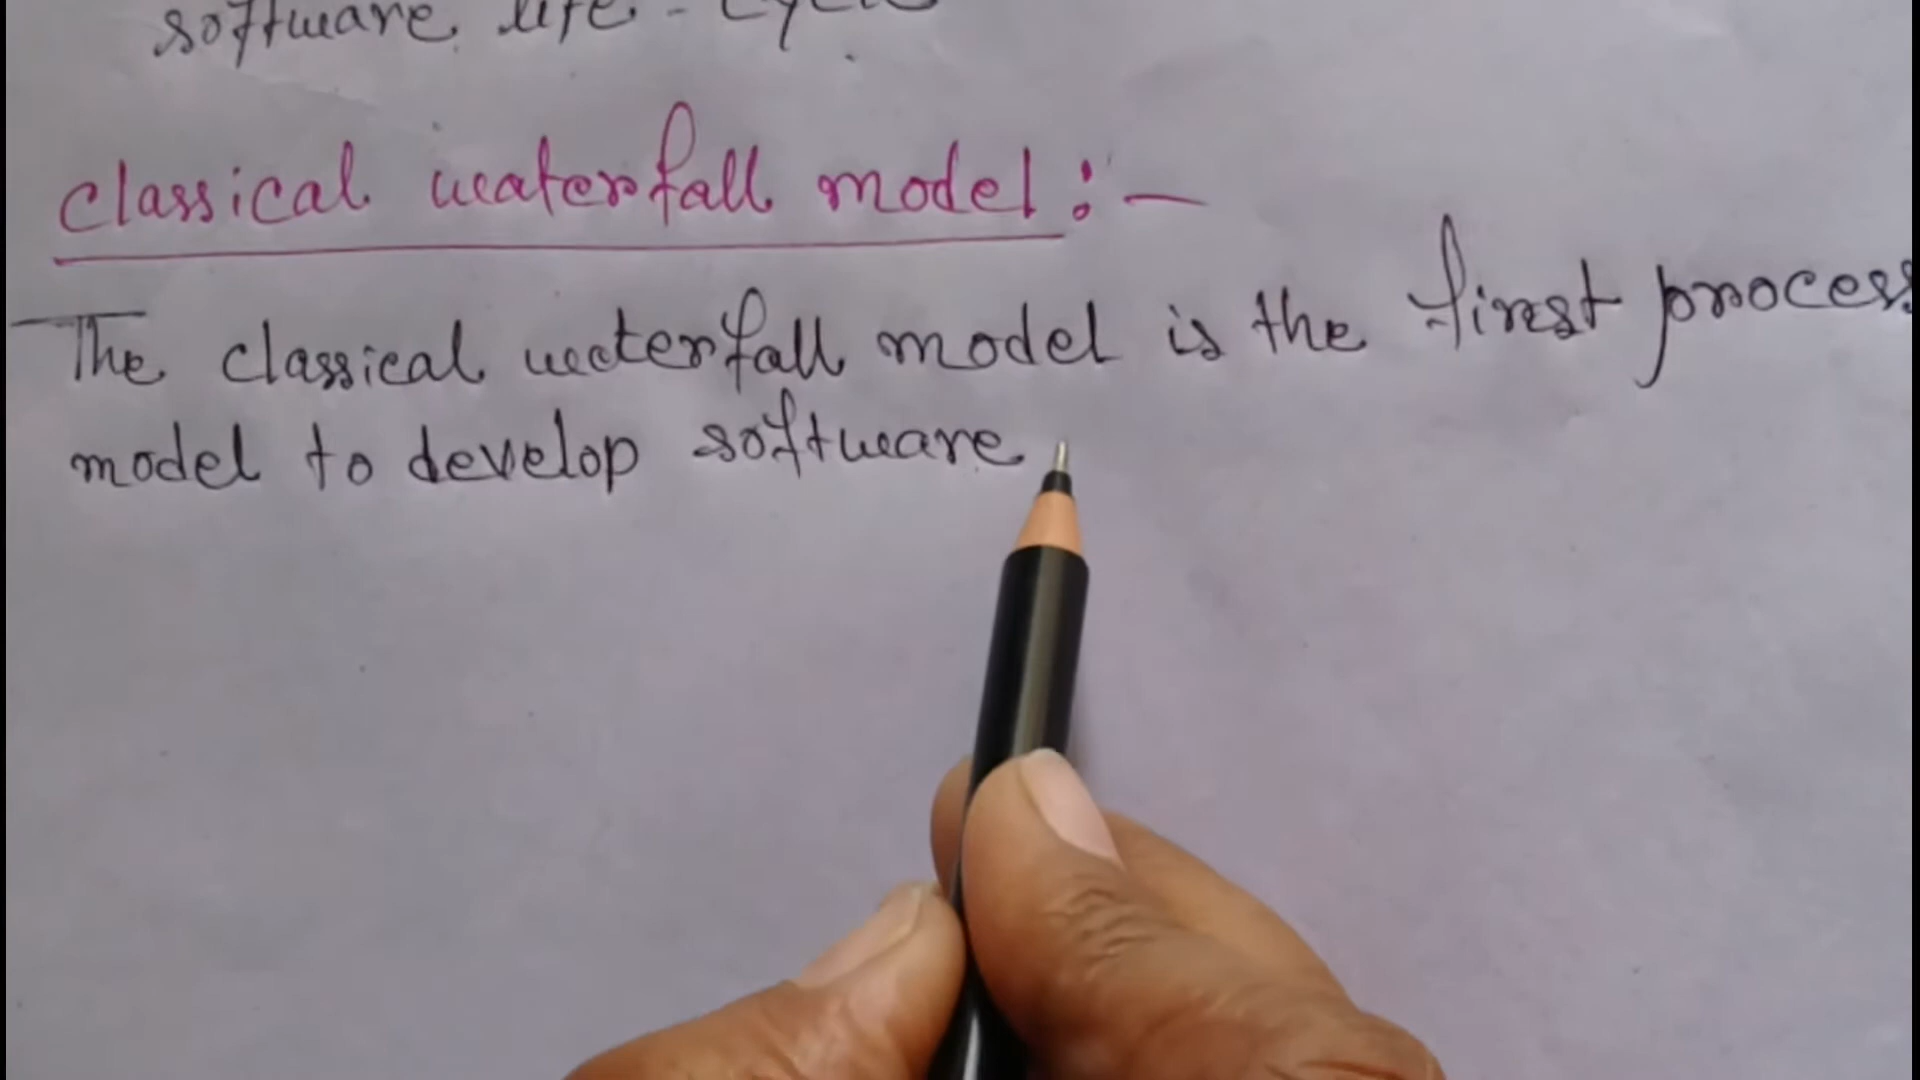 software life-cycle
classical waterfall model :-
The classical waterfall model is the first process
model to develop software